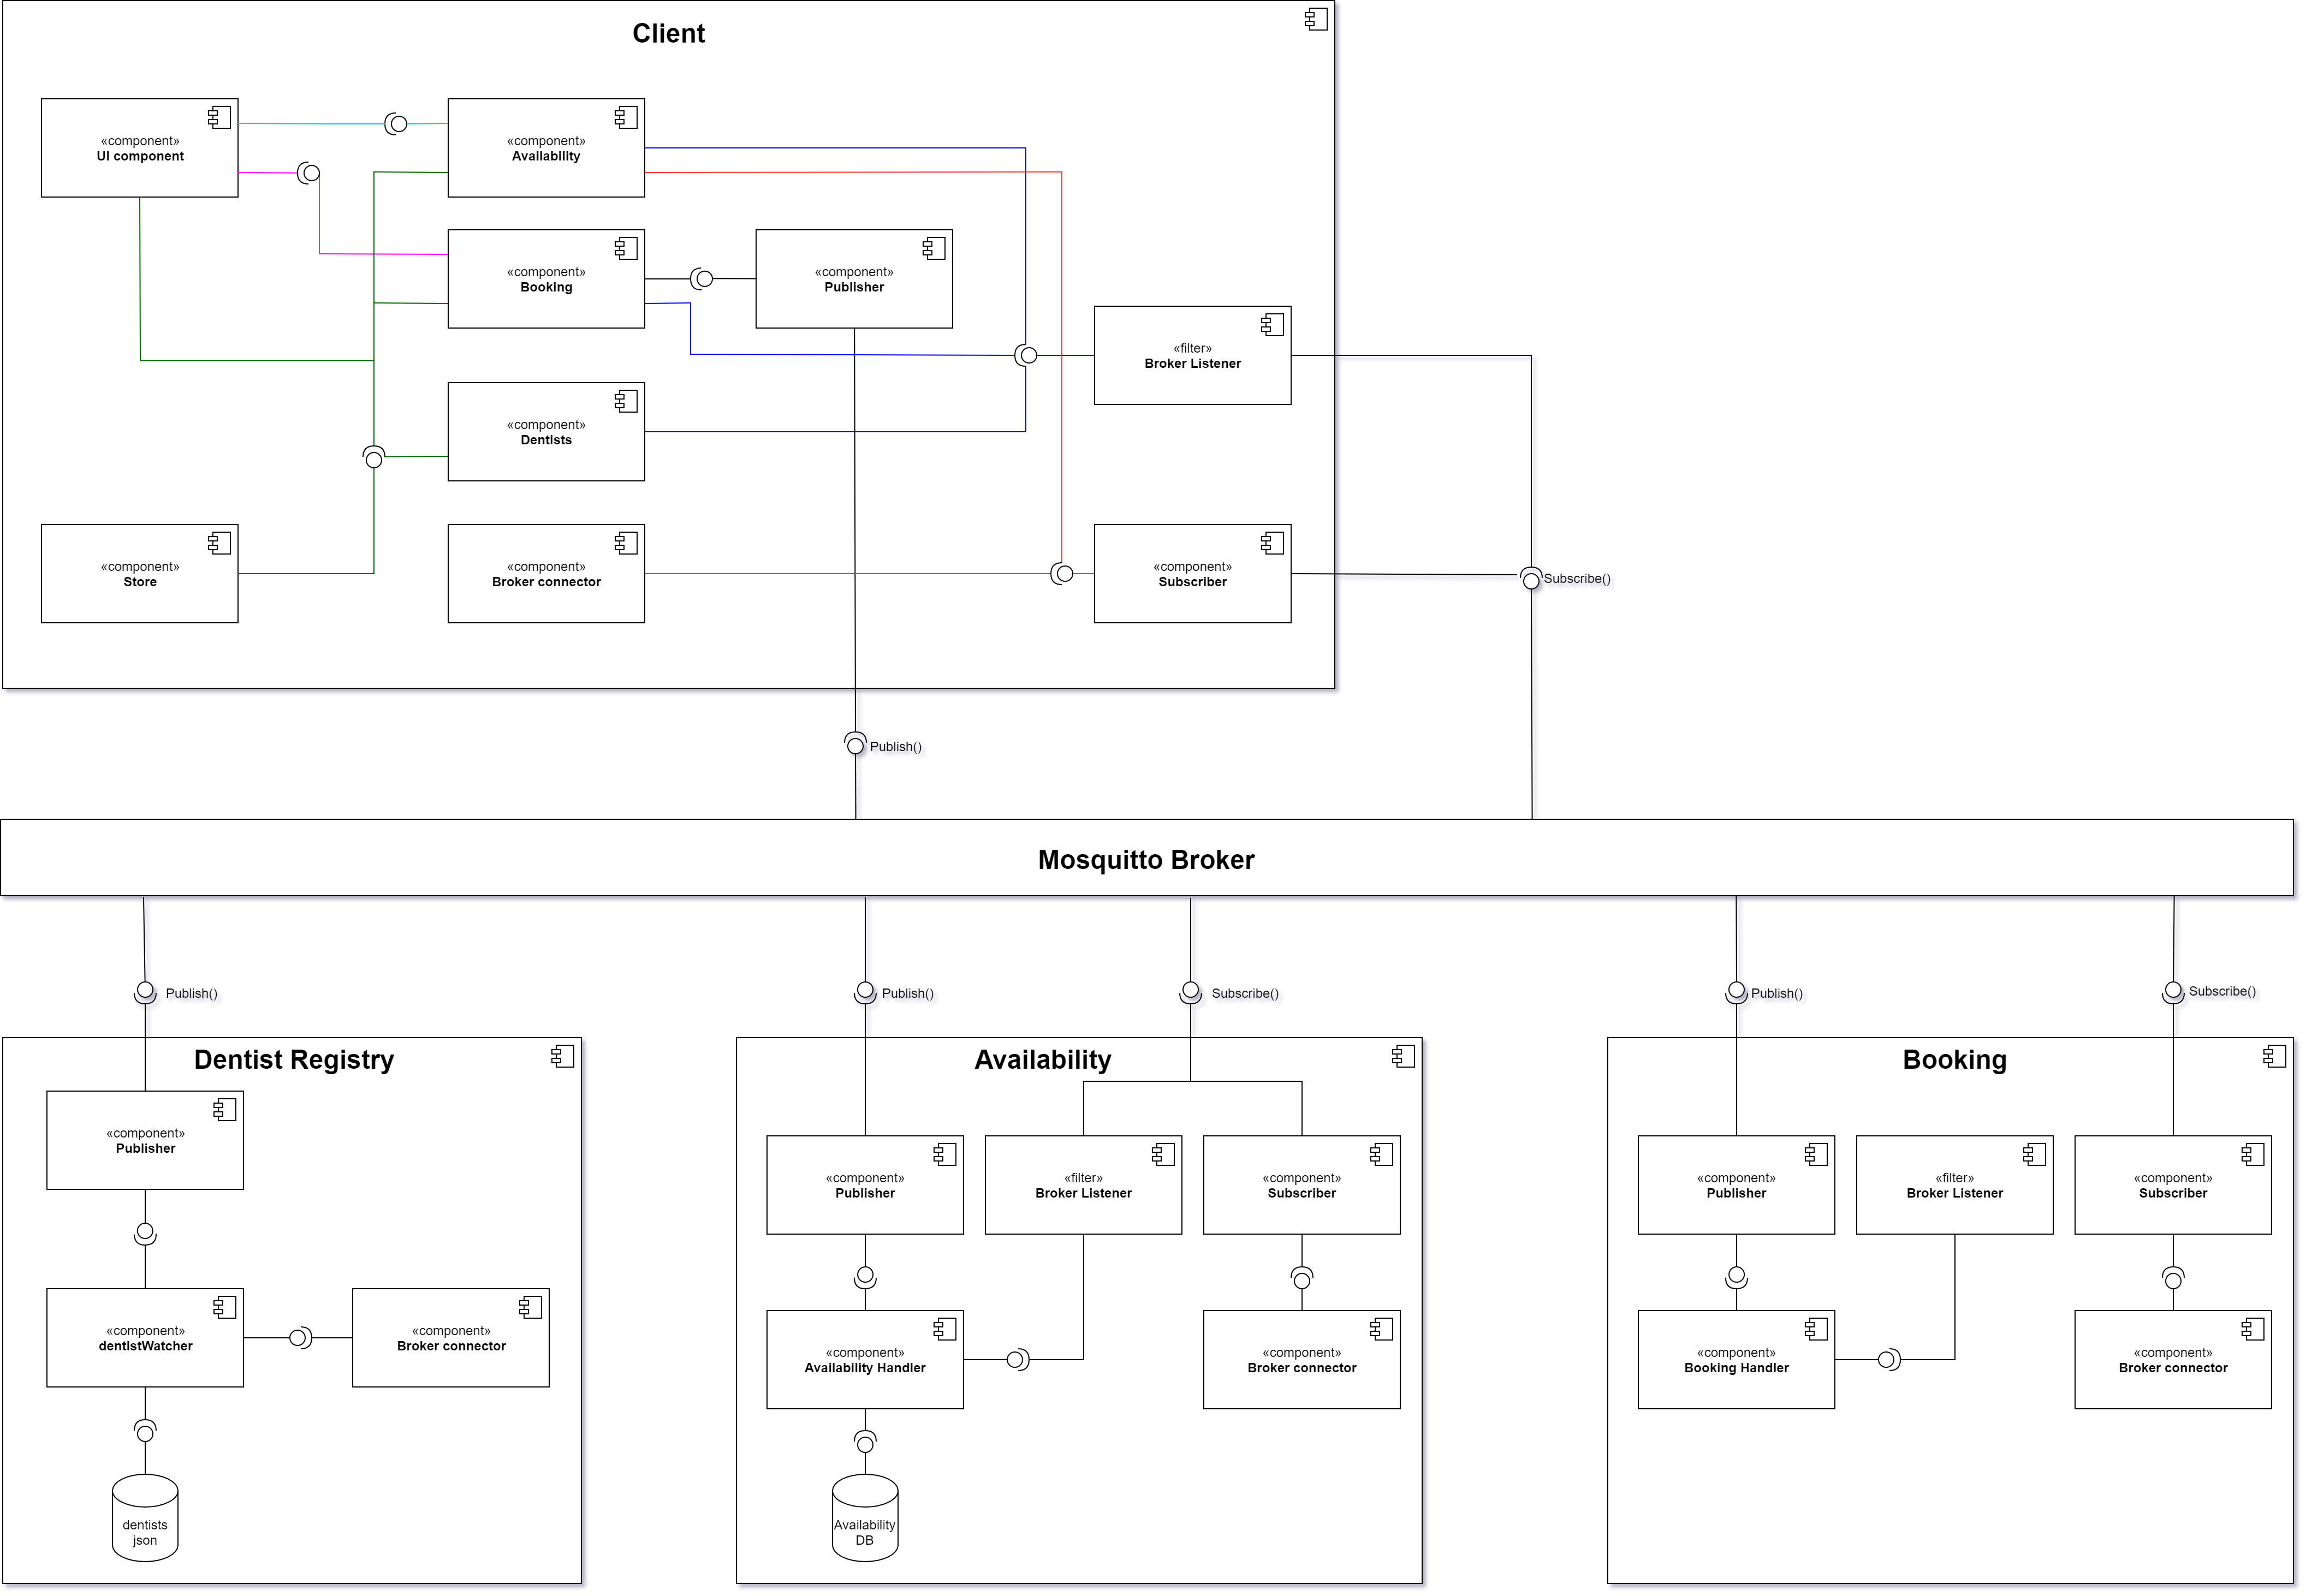 Client
«component»
UI component
«component»
Availability
«component»
Booking
«component»
Publisher
«filter»
Broker Listener
«component»
Dentists
«component»
Store
«component»
Broker connector
«component»
Subscriber
Subscribe()
Publish()
Mosquitto Broker
Publish()
Publish()
Subscribe()
Publish()
Subscribe()
Dentist Registry
«component»
Publisher
«component»
dentistWatcher
«component»
Broker connector
dentists
json
Availability
«component»
Publisher
«filter»
Broker Listener
«component»
Subscriber
«component»
Availability Handler
«component»
Broker connector
Availability
DB
Booking
«component»
Publisher
«filter»
Broker Listener
«component»
Subscriber
«component»
Booking Handler
«component»
Broker connector